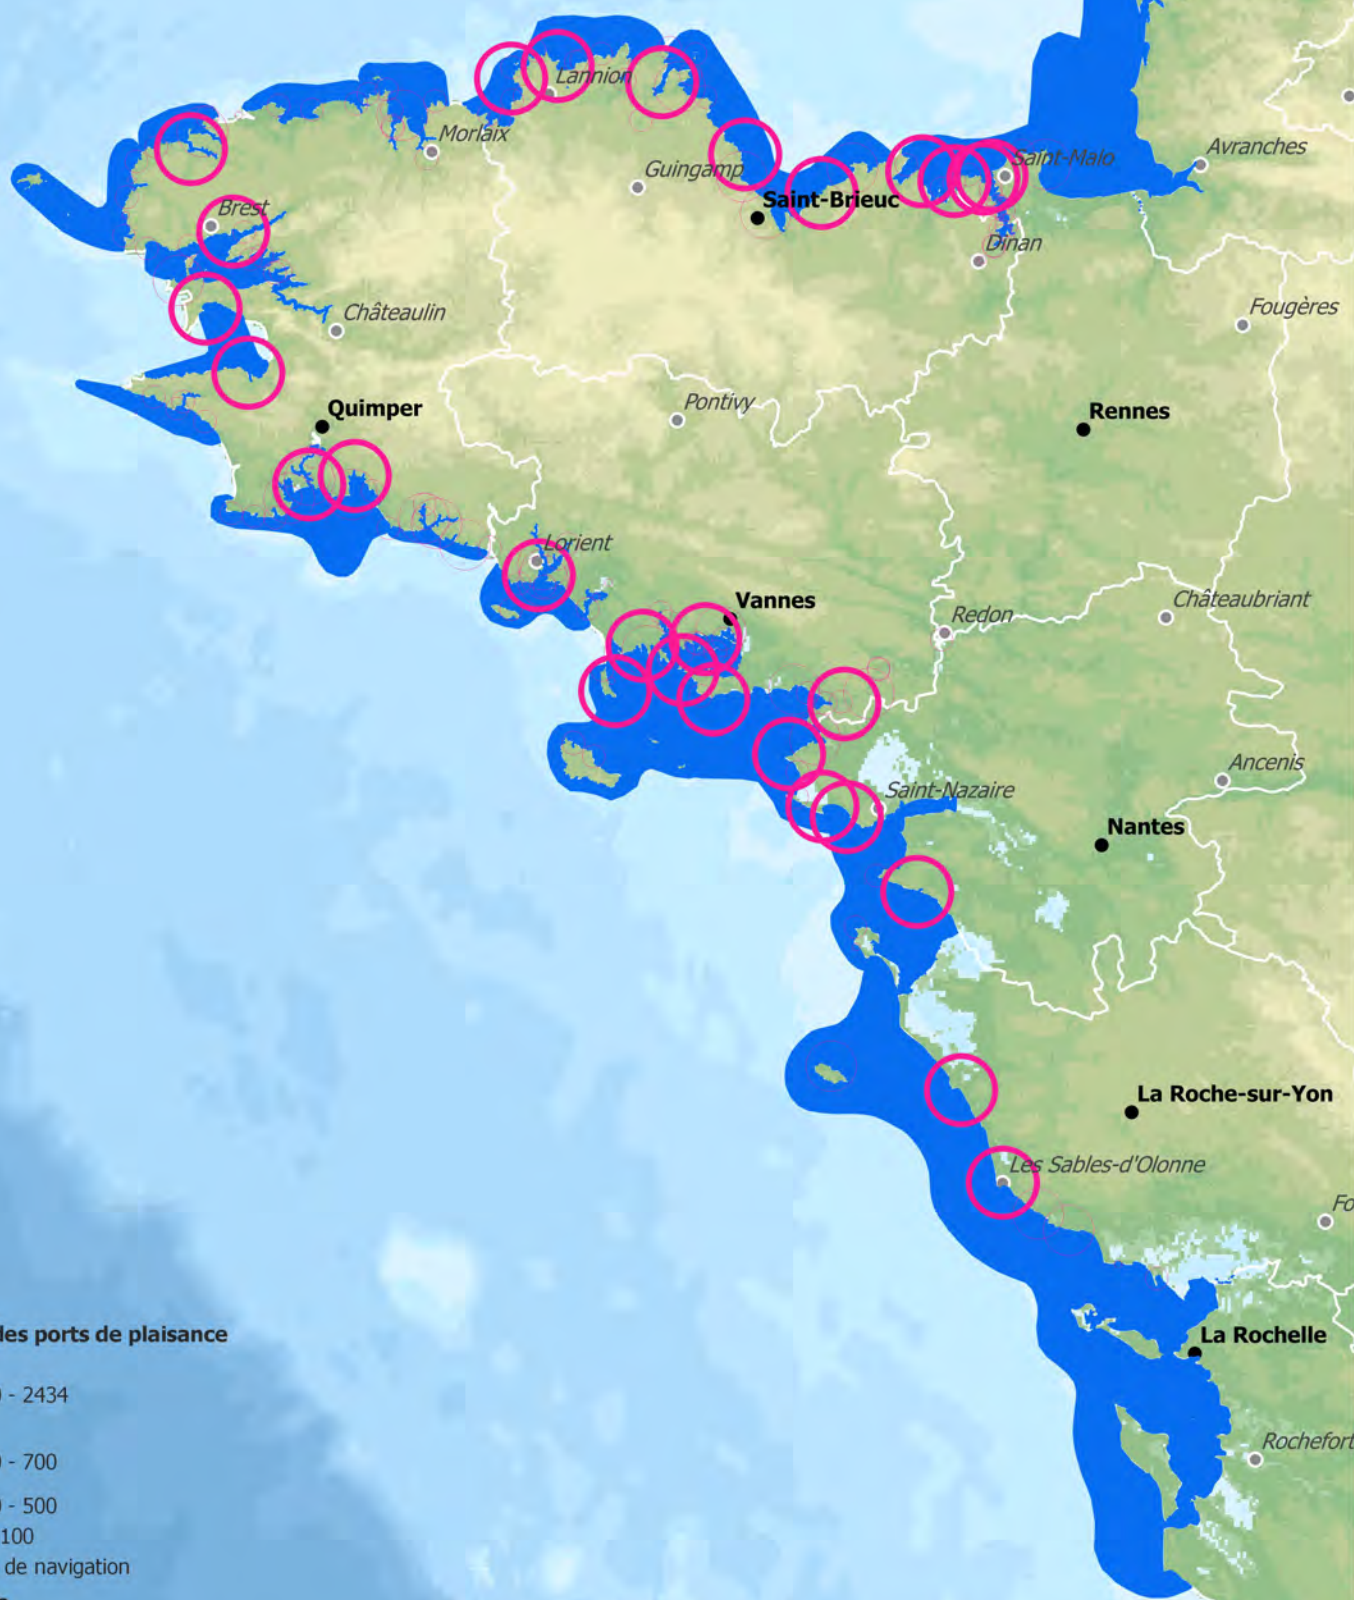 Lannion
Morlaix
Guingamp
Saint-Malo
Avranches
Saint-Brieuc
Brest
Dinan
Châteaulin
Fougères
Pontivy
Quimper
Rennes
Lorient
Vannes
Redon
Châteaubriant
Ancenis
Saint-Nazaire
Nantes
La Roche-sur-Yon
Les Sables-d'Olonne
Fo
des ports de plaisance
La Rochelle
- 2434
Rochefort
- 700
- 500
100
de navigation